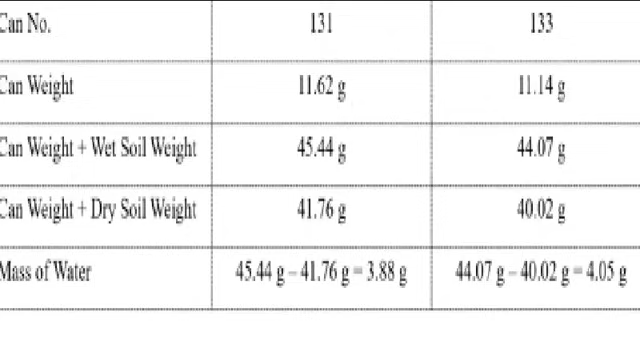 Can No. 131 133
Can Weight 11.62 g 11.14 g
Can Weight + Wet Soil Weight 45.44 g 44.07 g
Can Weight + Dry Soil Weight 41.76 g 40.02 g
Mass of Water 45.44 g – 41.76 g = 3.88 g 44.07 g – 40.02 g = 4.05 g